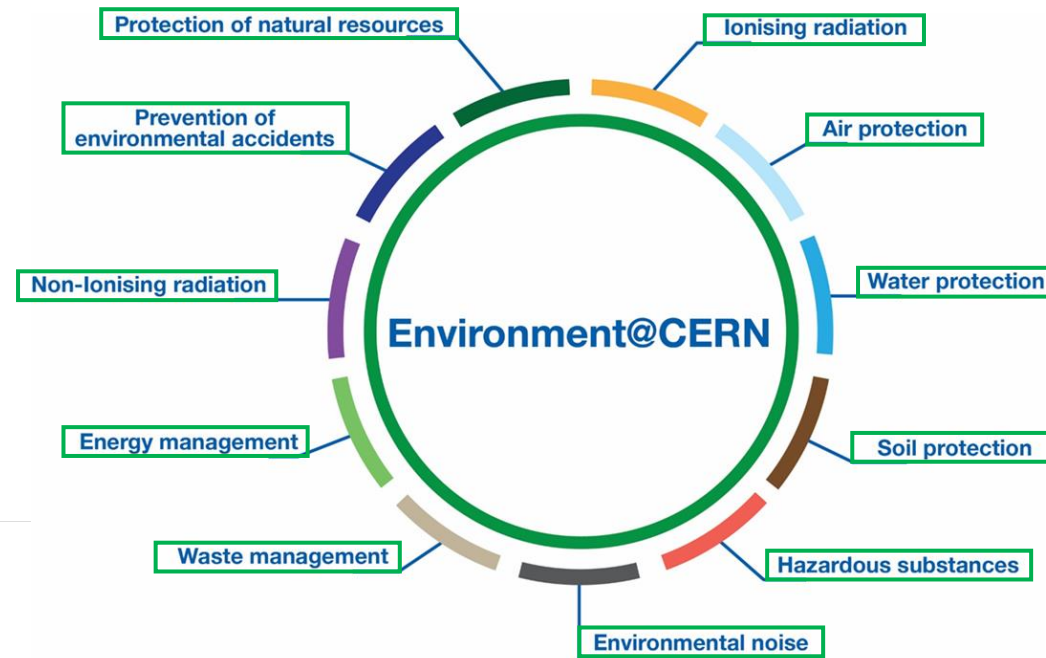 Protection of natural resources
Ionising radiation
Prevention of
environmental accidents
Air protection
Non-Ionising radiation
Water protection
Environment@CERN
Energy management
Soil protection
Waste management
Hazardous substances
Environmental noise